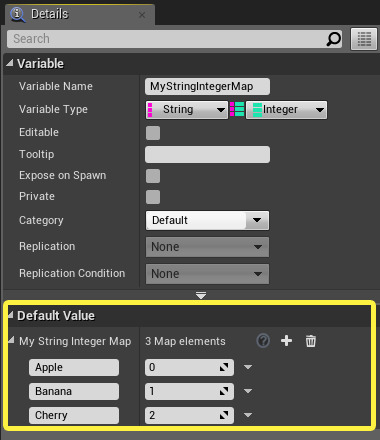 Details
Search
Variable
Variable Name MyStringIntegerMap
Variable Type String Integer
Editable
Tooltip
Expose on Spawn
Private
Category Default
Replication None
Replication Condition None
Default Value
My String Integer Map 3 Map elements
Apple 0
Banana 1
Cherry 2